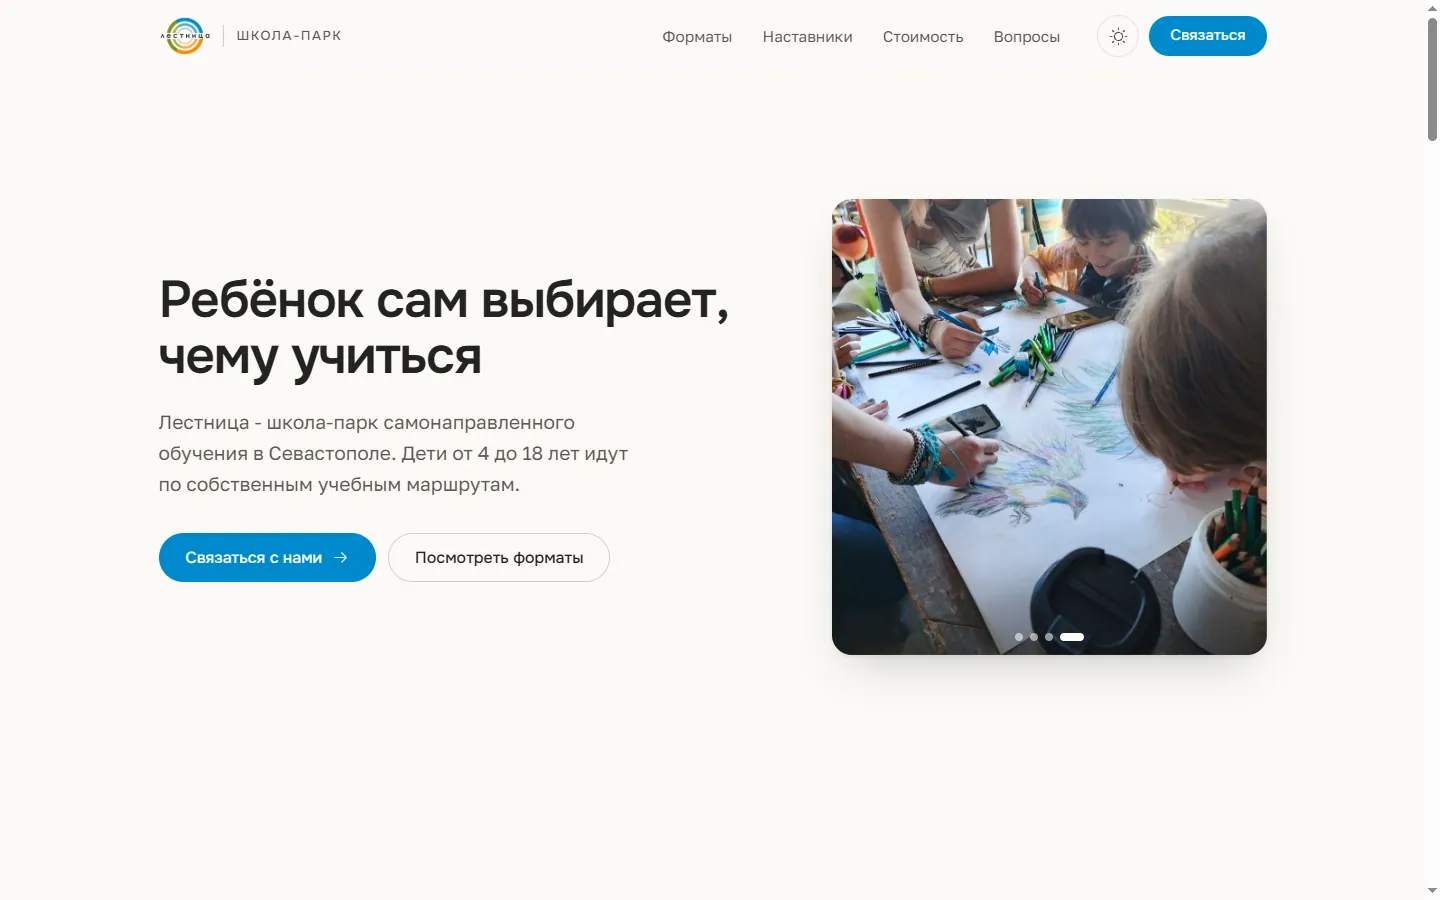 лестница
ШКОЛА-ПАРК
Форматы
Наставники
Стоимость
Вопросы
Связаться
Ребёнок сам выбирает,
чему учиться
Лестница - школа-парк самонаправленного
обучения в Севастополе. Дети от 4 до 18 лет идут
по собственным учебным маршрутам.
Связаться с нами →
Посмотреть форматы